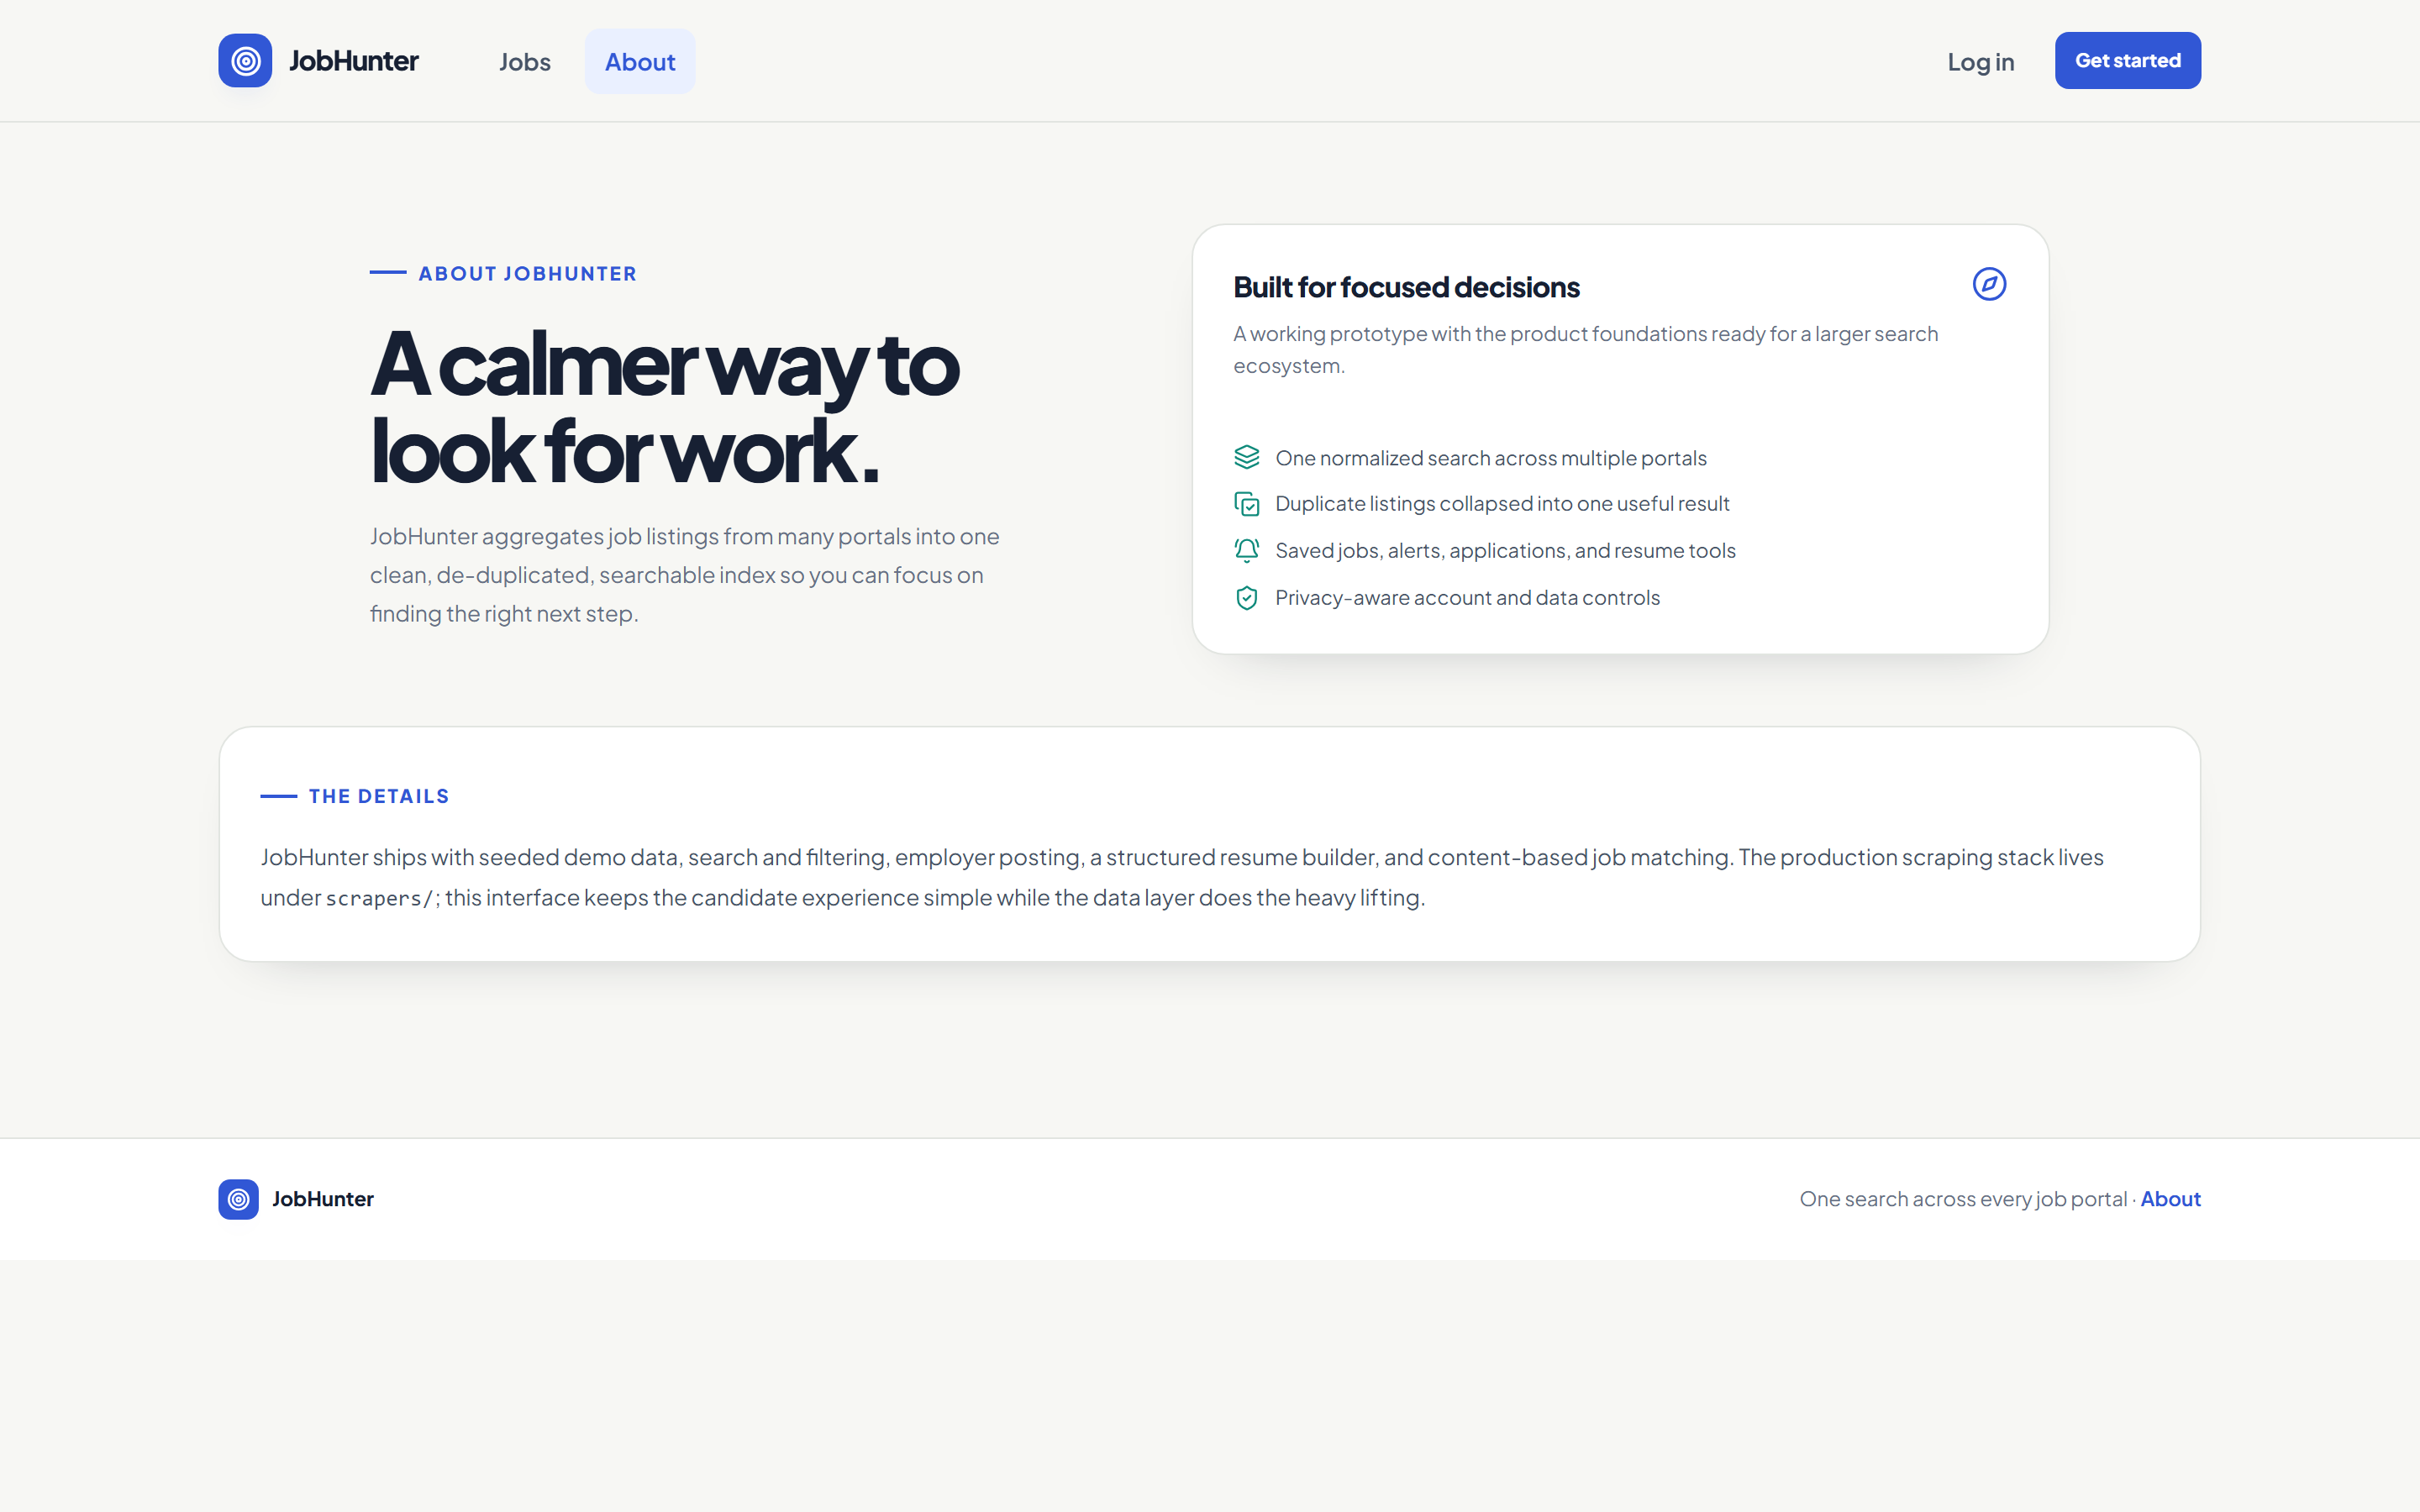 JobHunter
Jobs
About
Log in
Get started
ABOUT JOBHUNTER
A calmer way to
look for work.
JobHunter aggregates job listings from many portals into one
clean, de-duplicated, searchable index so you can focus on
finding the right next step.
Built for focused decisions
A working prototype with the product foundations ready for a larger search
ecosystem.
One normalized search across multiple portals
Duplicate listings collapsed into one useful result
Saved jobs, alerts, applications, and resume tools
Privacy-aware account and data controls
THE DETAILS
JobHunter ships with seeded demo data, search and filtering, employer posting, a structured resume builder, and content-based job matching. The production scraping stack lives
under scrapers/; this interface keeps the candidate experience simple while the data layer does the heavy lifting.
JobHunter
One search across every job portal · About